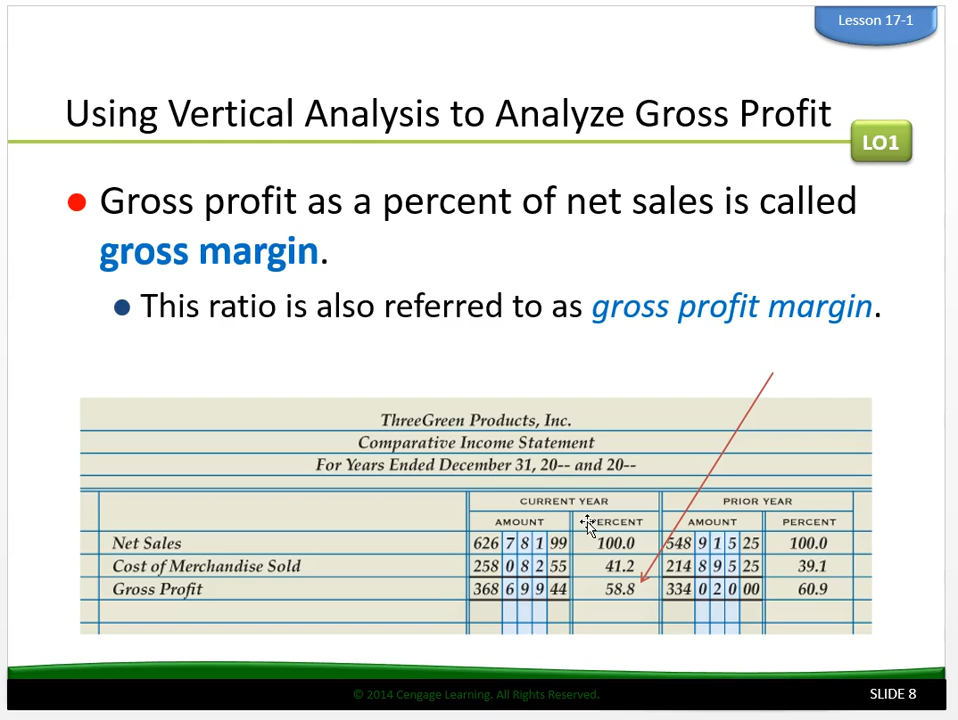 Lesson 17-1
Using Vertical Analysis to Analyze Gross Profit
LO1
Gross profit as a percent of net sales is called
gross margin.
This ratio is also referred to as gross profit margin.
ThreeGreen Products, Inc.
Comparative Income Statement
For Years Ended December 31, 20-- and 20--
CURRENT YEAR PRIOR YEAR
AMOUNT PERCENT AMOUNT PERCENT
Net Sales 626 7 8 1 99 100.0 548 9 1 5 25 100.0
Cost of Merchandise Sold 258 0 8 2 55 41.2 214 8 9 5 25 39.1
Gross Profit 368 6 9 9 44 58.8 334 0 2 0 00 60.9
© 2014 Cengage Learning. All Rights Reserved.
SLIDE 8